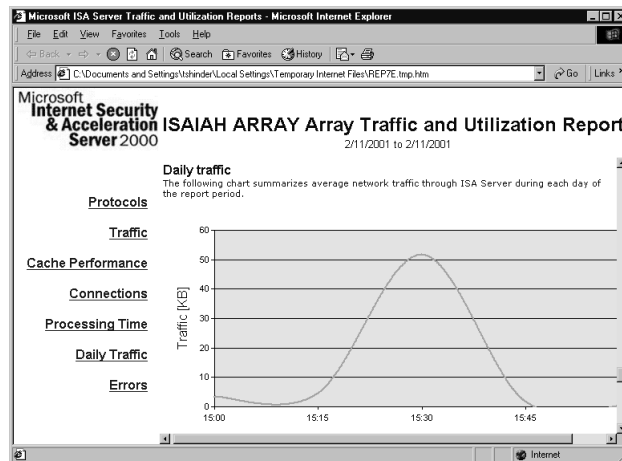 Microsoft ISA Server Traffic and Utilization Reports - Microsoft Internet Explorer
File Edit View Favorites Tools Help
Back Search Favorites History
Address C:\Documents and Settings\tshinder\Local Settings\Temporary Internet Files\REP7E.tmp.htm Go Links
Microsoft
Internet Security
& Acceleration
Server 2000
ISAIAH ARRAY Array Traffic and Utilization Report
2/11/2001 to 2/11/2001
Protocols
Traffic
Cache Performance
Connections
Processing Time
Daily Traffic
Errors
Daily traffic
The following chart summarizes average network traffic through ISA Server during each day of
the report period.
Traffic [KB]
60
50
40
30
20
10
0
15:00 15:15 15:30 15:45
Internet